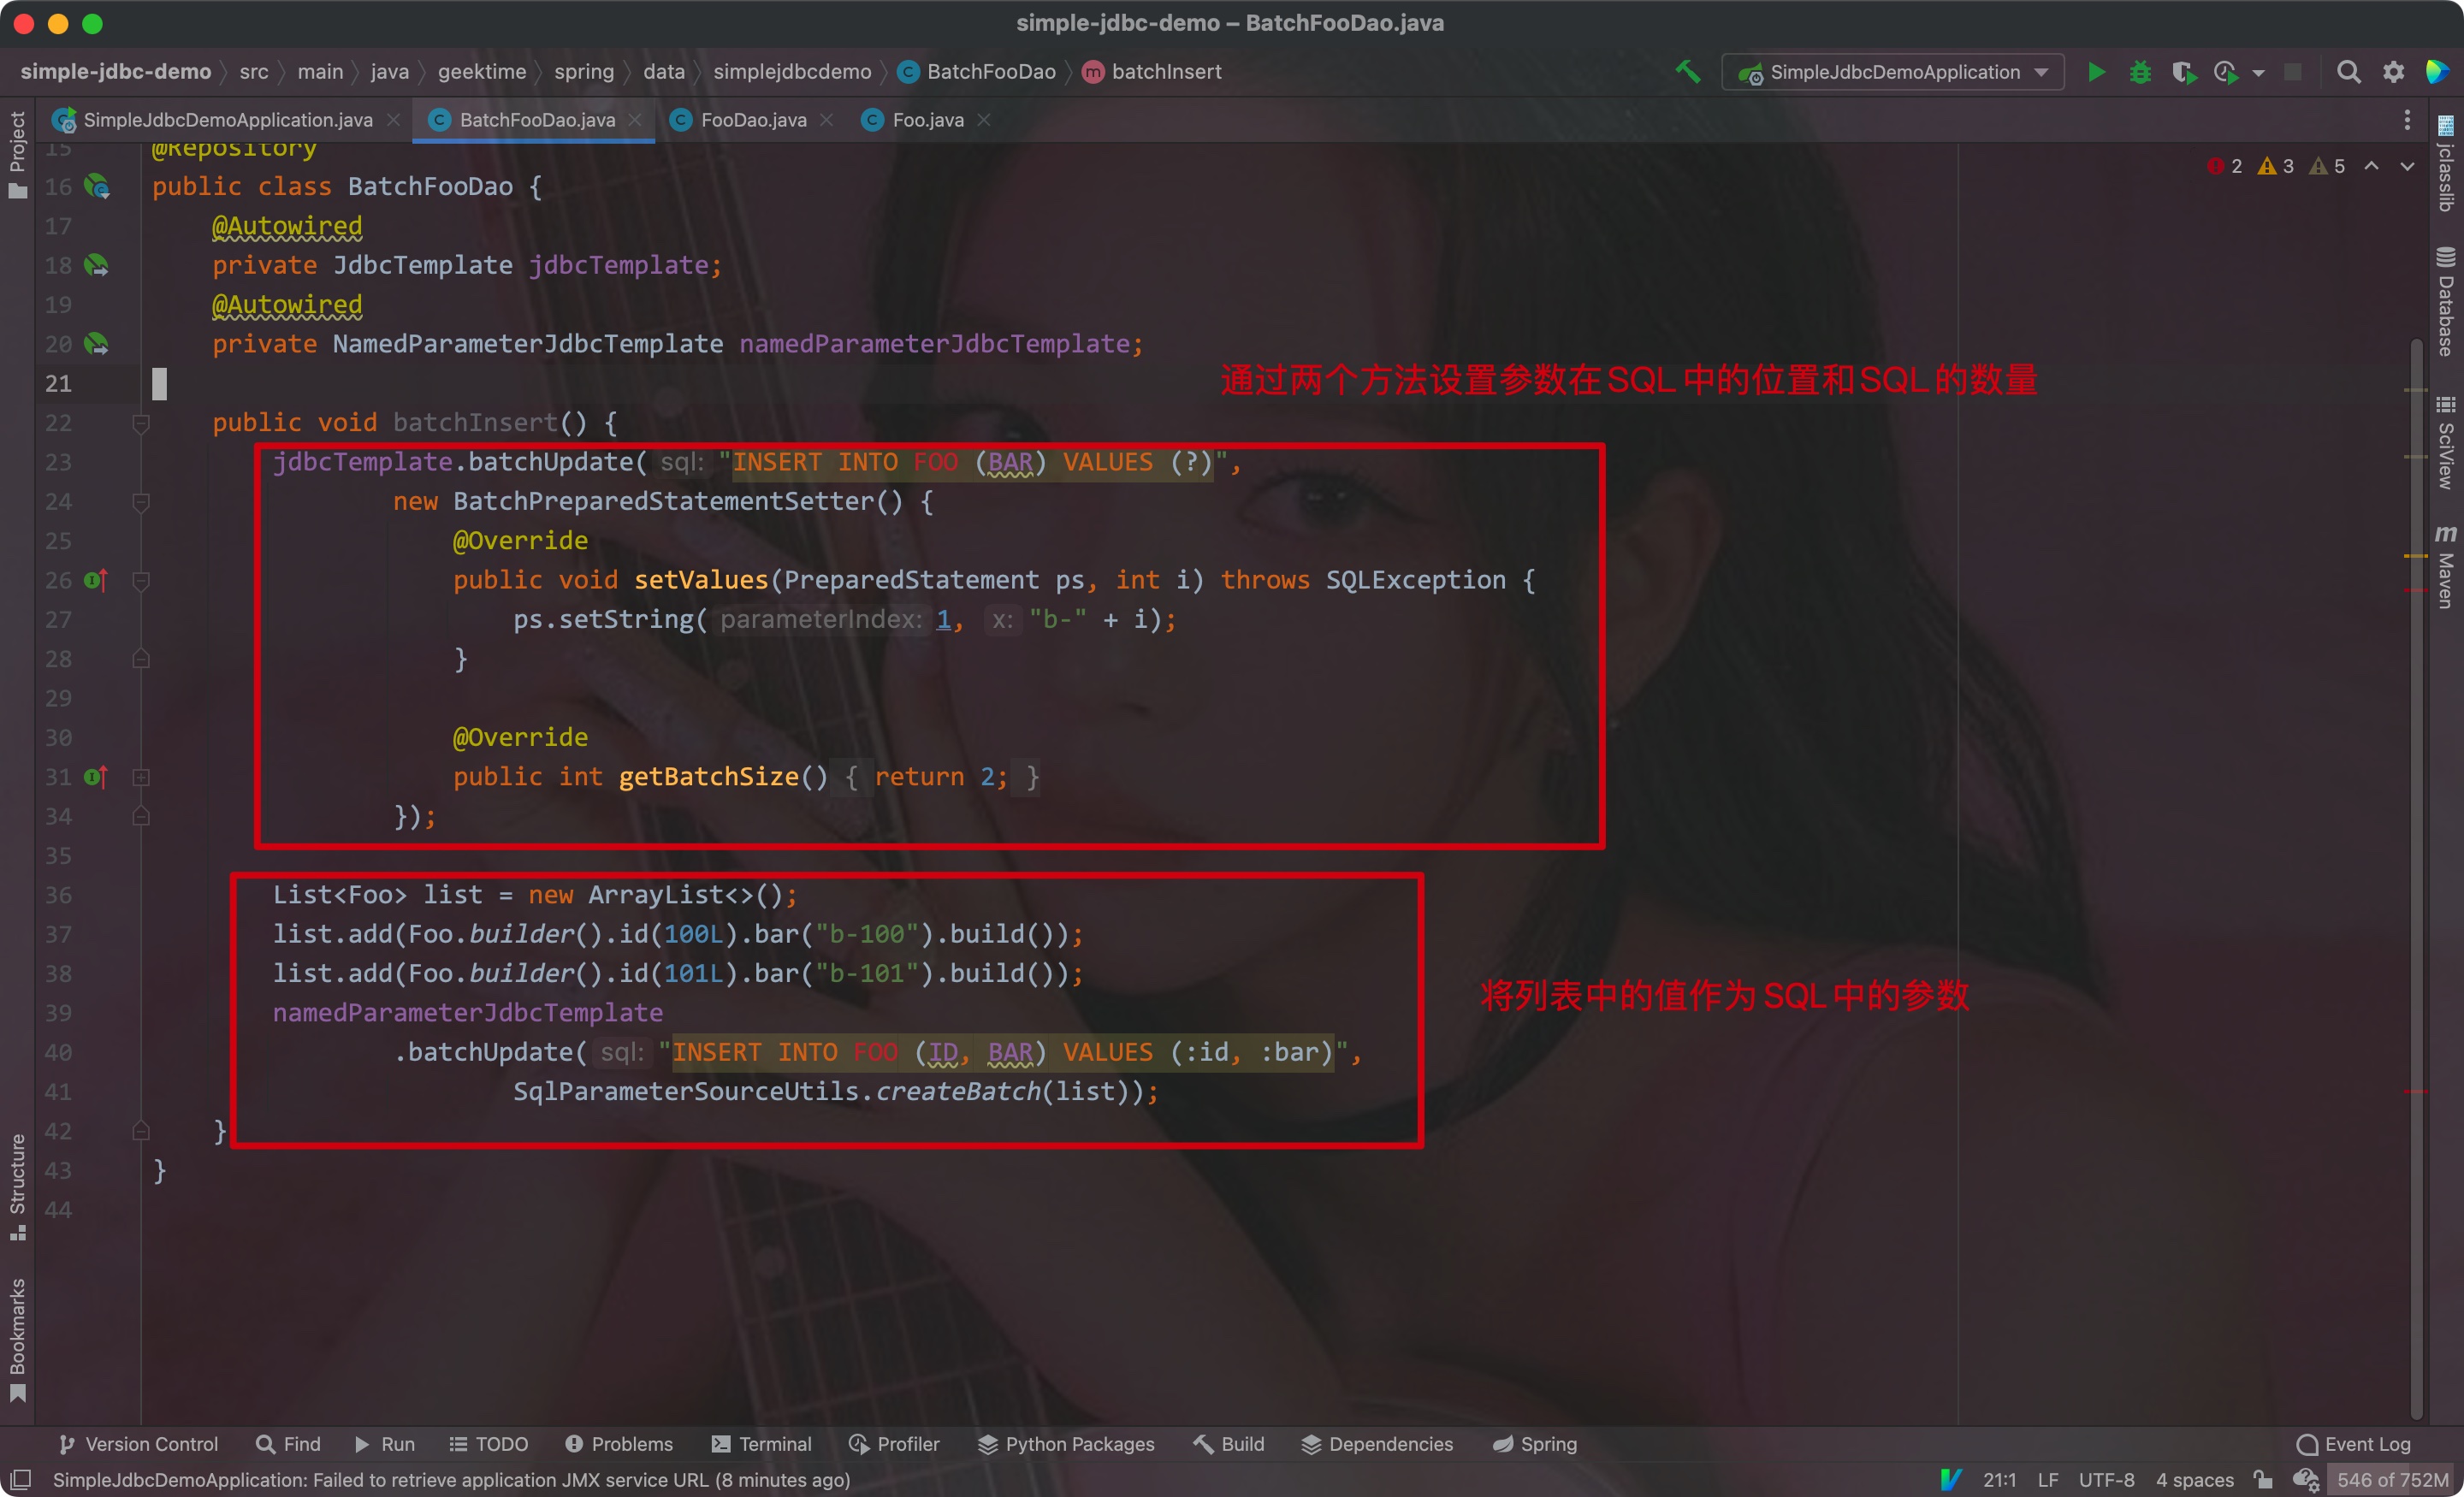 simple-jdbc-demo – BatchFooDao.java
simple-jdbc-demo src main java geektime spring data simplejdbcdemo BatchFooDao batchInsert
SimpleJdbcDemoApplication
SimpleJdbcDemoApplication.java BatchFooDao.java FooDao.java Foo.java
2 3 5
15 @Repository
16 public class BatchFooDao {
17 @Autowired
18 private JdbcTemplate jdbcTemplate;
19 @Autowired
20 private NamedParameterJdbcTemplate namedParameterJdbcTemplate;
通过两个方法设置参数在SQL中的位置和SQL的数量
21
22 public void batchInsert() {
23 jdbcTemplate.batchUpdate( sql: "INSERT INTO FOO (BAR) VALUES (?)",
24 new BatchPreparedStatementSetter() {
25 @Override
26 public void setValues(PreparedStatement ps, int i) throws SQLException {
27 ps.setString( parameterIndex: 1, x: "b-" + i);
28 }
29
30 @Override
31 public int getBatchSize() { return 2; }
34 });
35
36 List<Foo> list = new ArrayList<>();
37 list.add(Foo.builder().id(100L).bar("b-100").build());
38 list.add(Foo.builder().id(101L).bar("b-101").build());
将列表中的值作为SQL中的参数
39 namedParameterJdbcTemplate
40 .batchUpdate( sql: "INSERT INTO FOO (ID, BAR) VALUES (:id, :bar)",
41 SqlParameterSourceUtils.createBatch(list));
42 }
43 }
44
Project
Structure
Bookmarks
jclasslib
Database
SciView
m Maven
Version Control Find Run TODO Problems Terminal Profiler Python Packages Build Dependencies Spring Event Log
SimpleJdbcDemoApplication: Failed to retrieve application JMX service URL (8 minutes ago) 21:1 LF UTF-8 4 spaces 546 of 752M